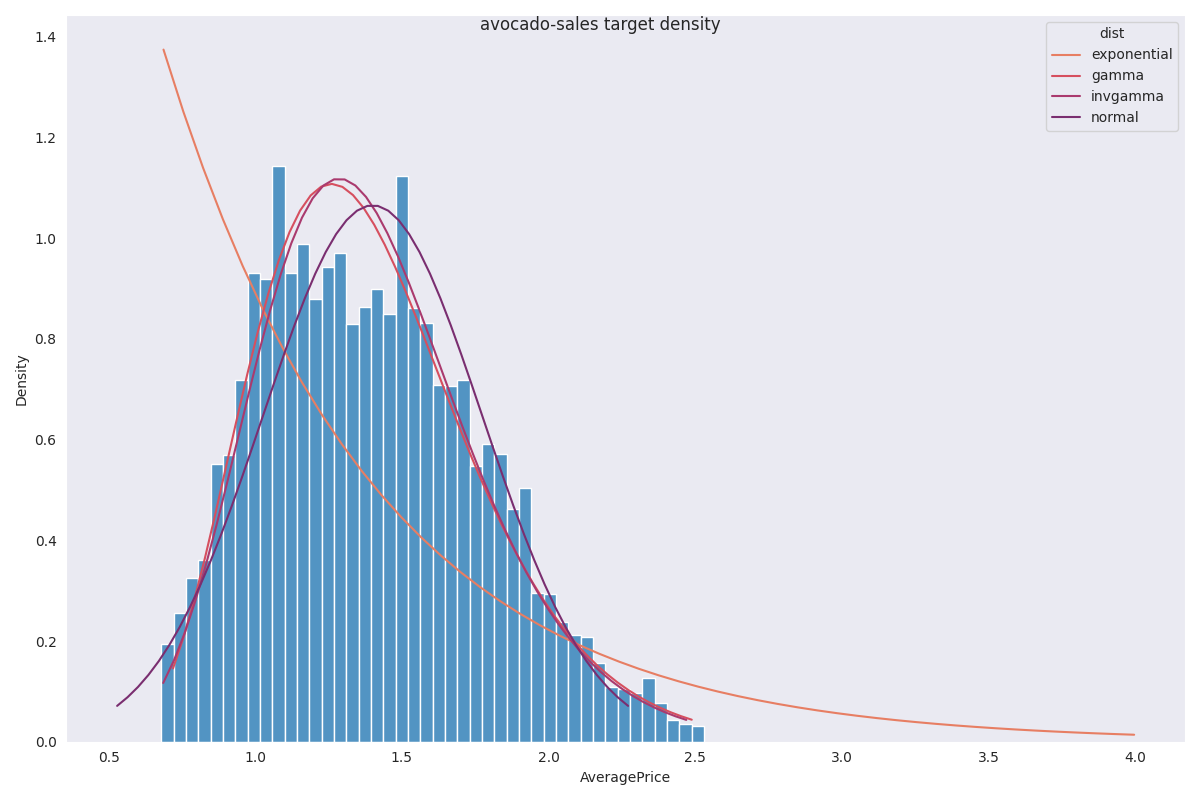 avocado-sales target density
dist
exponential
gamma
invgamma
normal
Density
1.4
1.2
1.0
0.8
0.6
0.4
0.2
0.0
0.5 1.0 1.5 2.0 2.5 3.0 3.5 4.0
AveragePrice